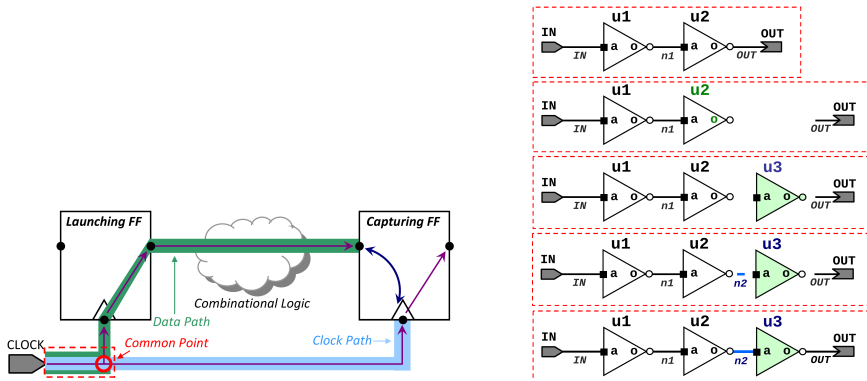 Launching FF
Capturing FF
Combinational Logic
Data Path
Clock Path
Common Point
CLOCK
u1 u2
IN OUT
a o a o
IN n1 OUT
u1 u2
IN OUT
a o a o
IN n1 OUT
u1 u2 u3
IN OUT
a o a o a o
IN n1 OUT
u1 u2 u3
IN OUT
a o a o a o
IN n1 n2 OUT
u1 u2 u3
IN OUT
a o a o a o
IN n1 n2 OUT